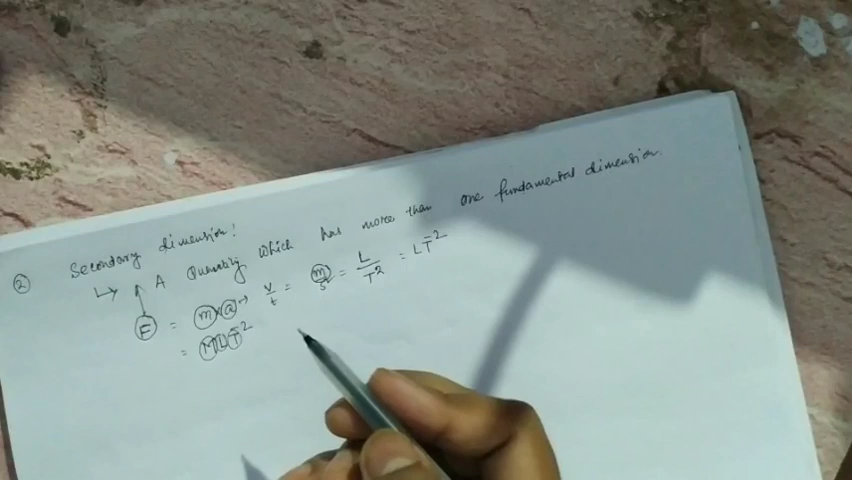 ② Secondary dimension!
↳ A Quantity which has more than one fundamental dimension.
F = m × a → v/t = m/s² = L/T² = LT⁻²
= MLT⁻²